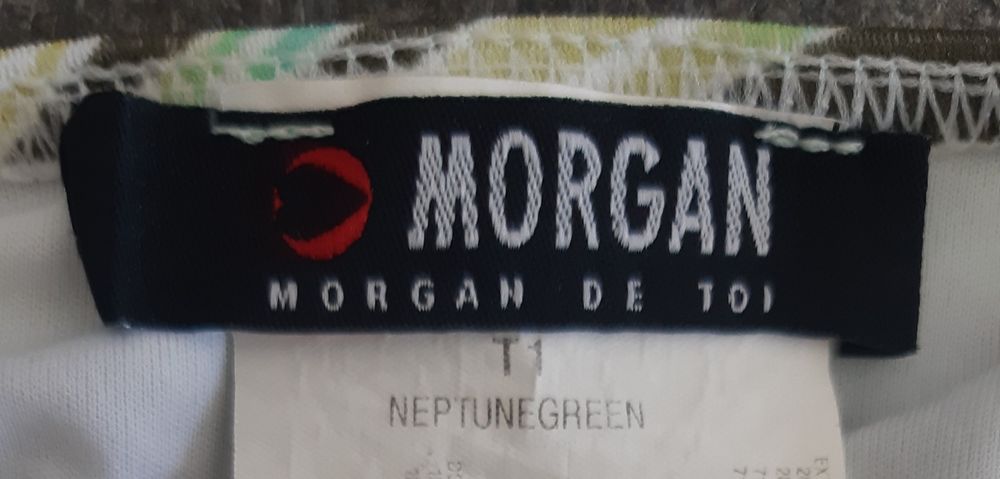 MORGAN
MORGAN DE TOI
T1
NEPTUNEGREEN